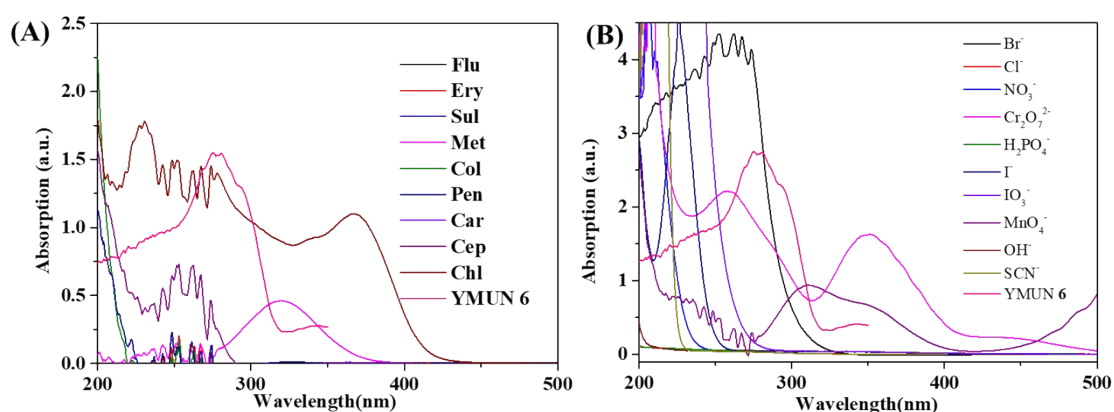 (A)
2.5
2.0
1.5
1.0
0.5
0.0
Absorption (a.u.)
200
300
400
500
Wavelength(nm)
Flu
Ery
Sul
Met
Col
Pen
Car
Cep
Chl
YMUN 6
(B)
4
3
2
1
0
Absorption (a.u.)
200
300
400
500
Wavelength(nm)
Br⁻
Cl⁻
NO₃⁻
Cr₂O₇²⁻
H₂PO₄⁻
I⁻
IO₃⁻
MnO₄⁻
OH⁻
SCN⁻
YMUN 6